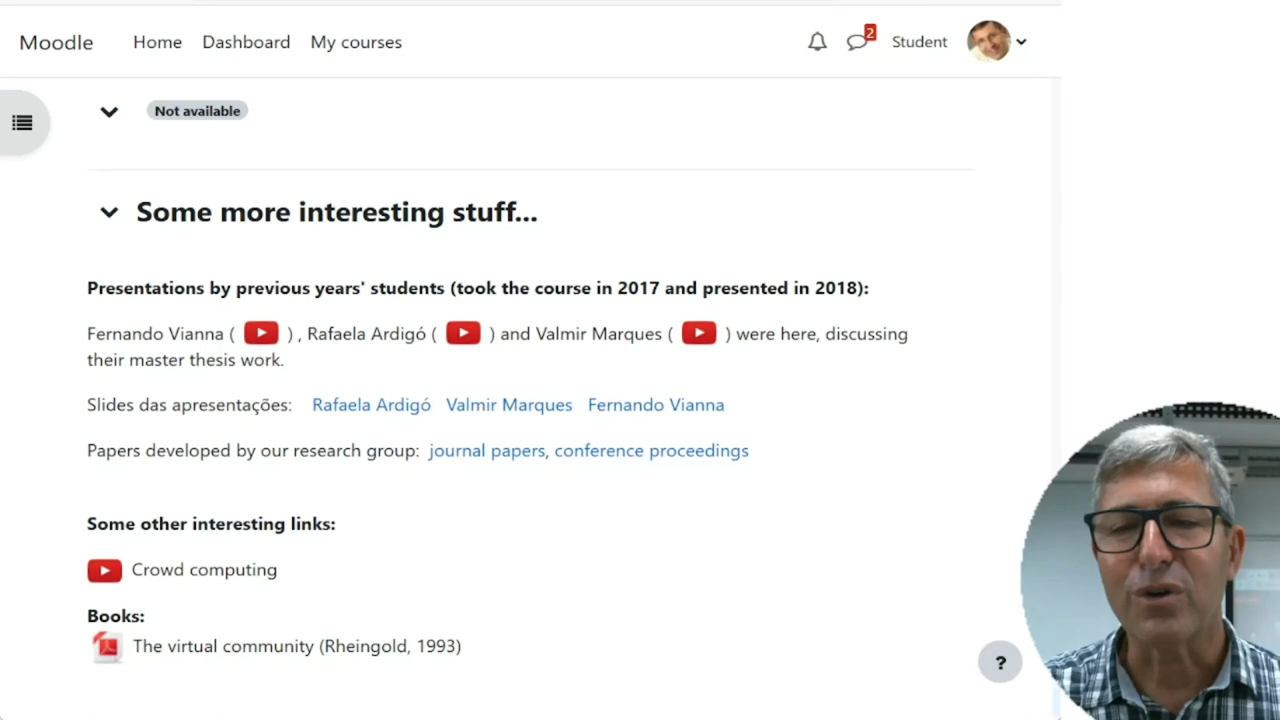 Moodle Home Dashboard My courses 2 Student
Not available
Some more interesting stuff...
Presentations by previous years' students (took the course in 2017 and presented in 2018):
Fernando Vianna ( ) , Rafaela Ardigó ( ) and Valmir Marques ( ) were here, discussing
their master thesis work.
Slides das apresentações: Rafaela Ardigó Valmir Marques Fernando Vianna
Papers developed by our research group: journal papers, conference proceedings
Some other interesting links:
Crowd computing
Books:
The virtual community (Rheingold, 1993)
?